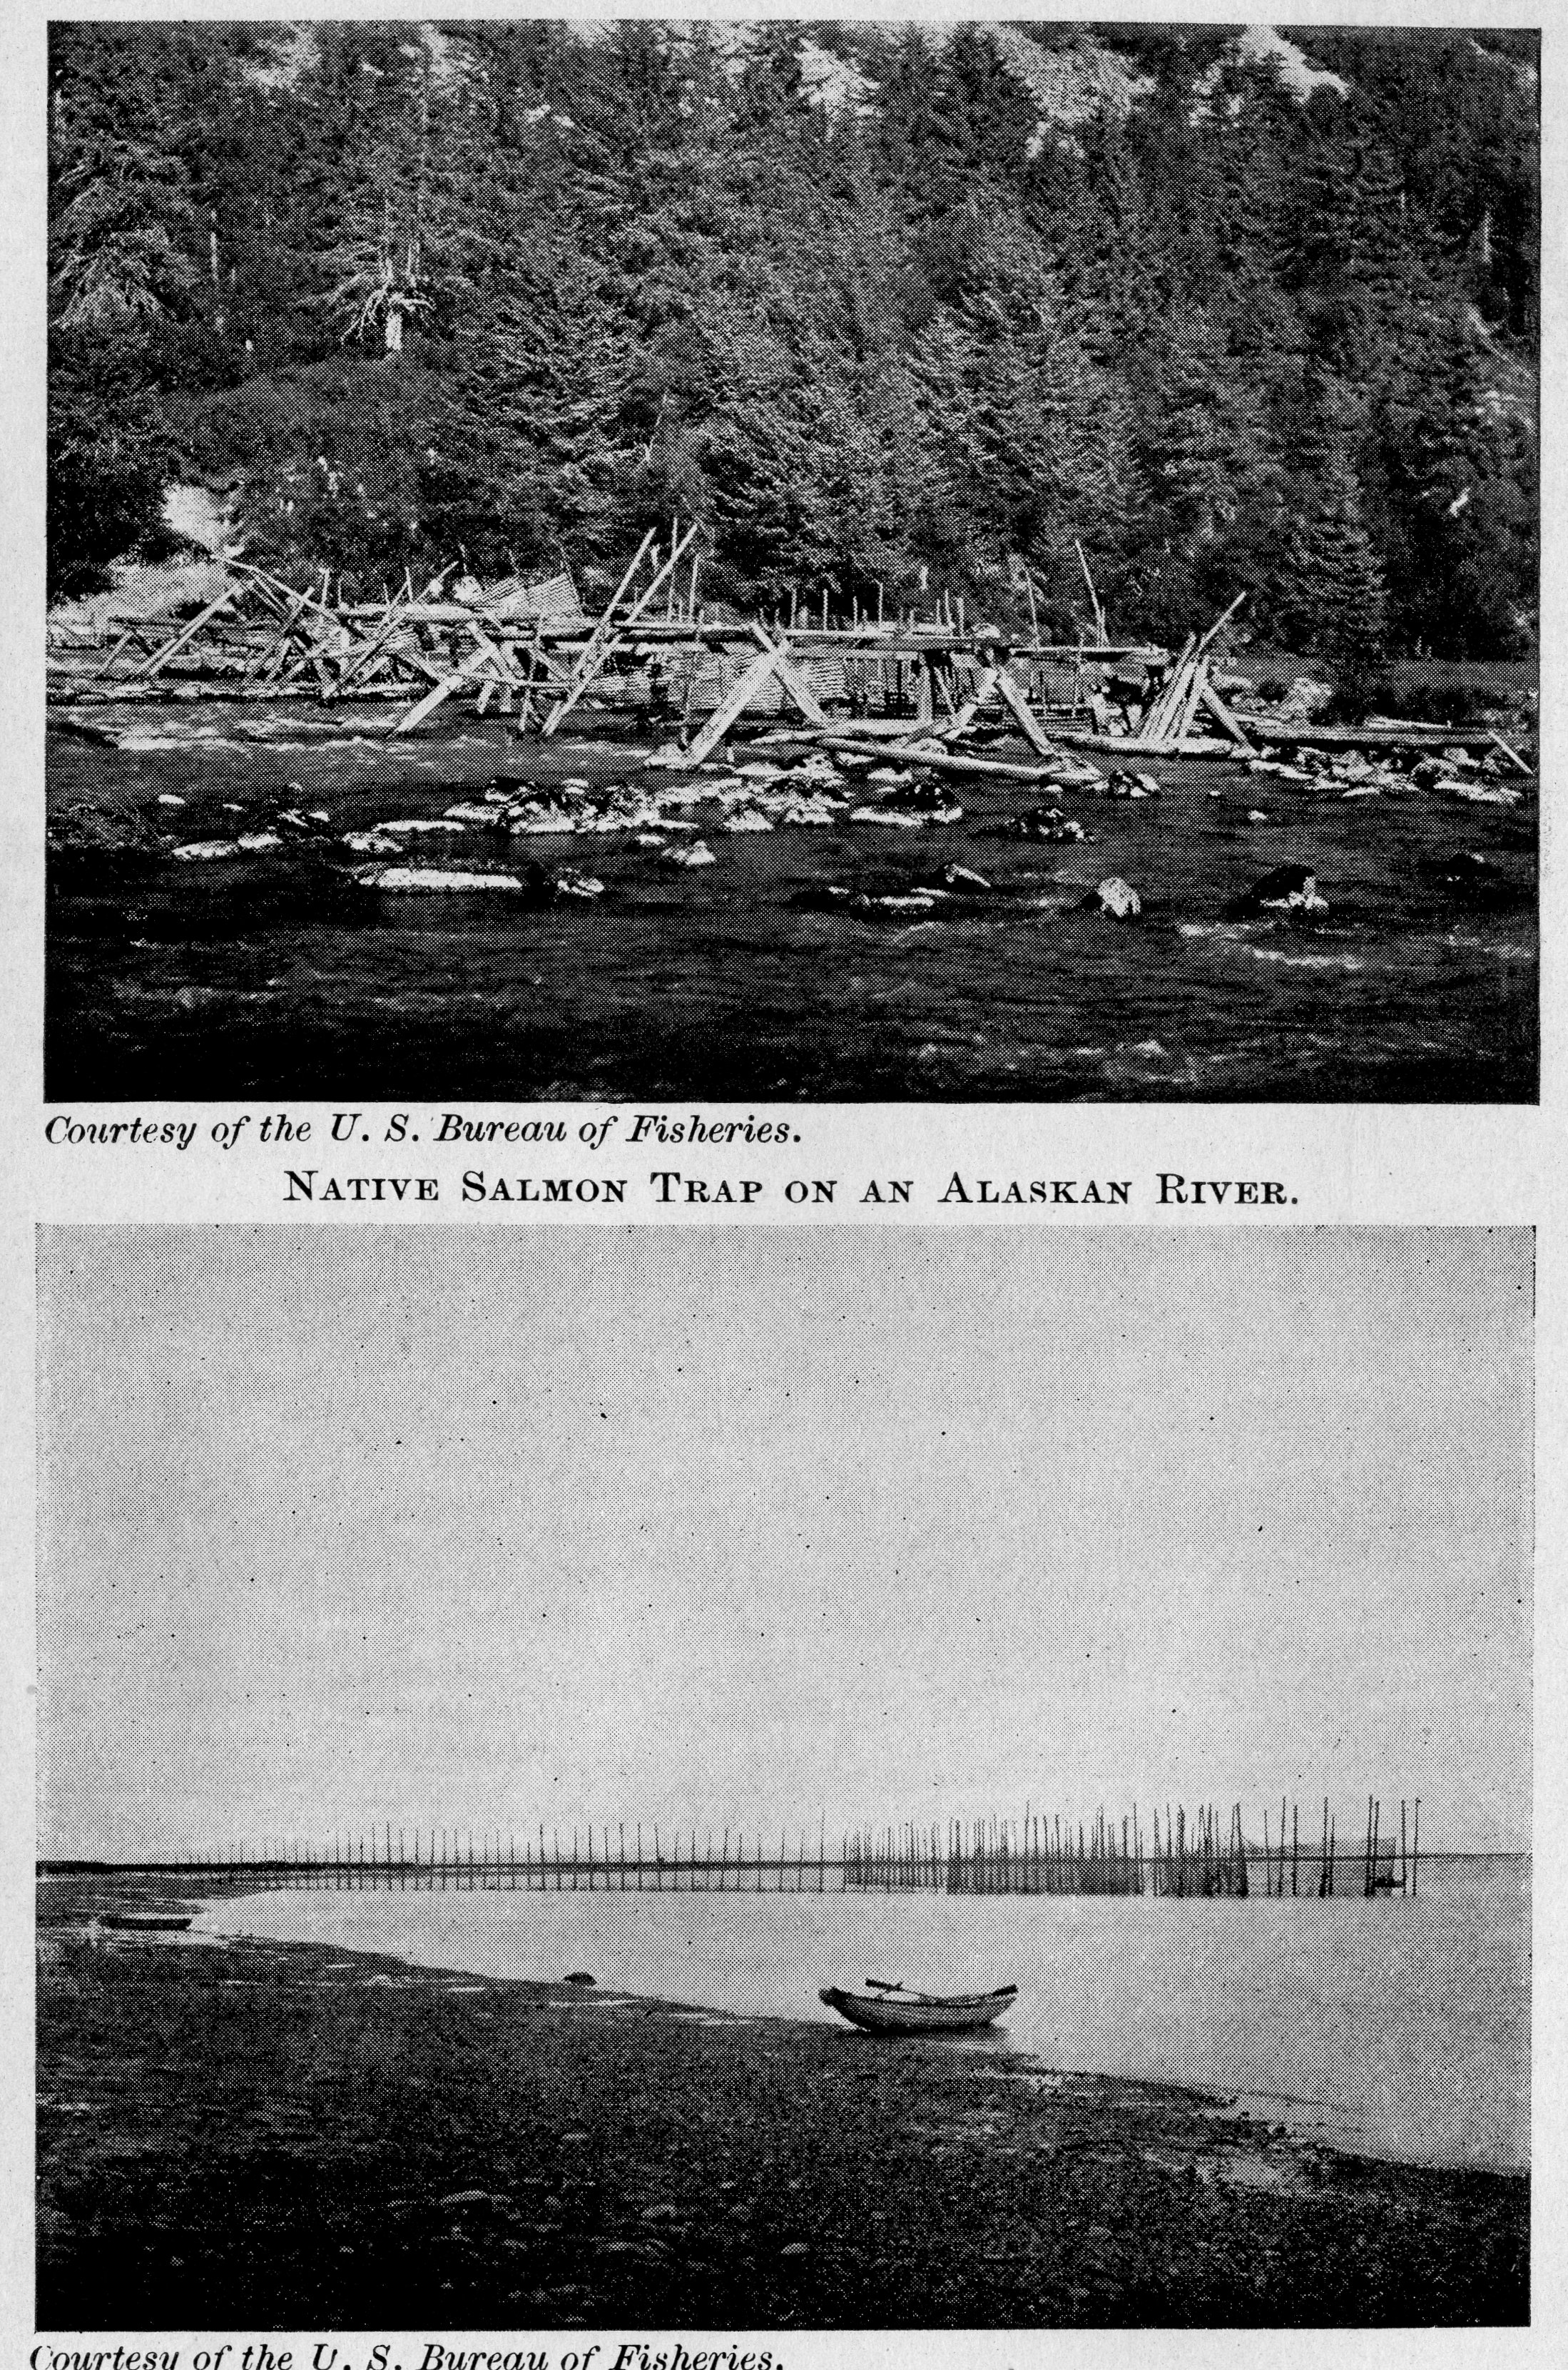 Courtesy of the U. S. Bureau of Fisheries.
NATIVE SALMON TRAP ON AN ALASKAN RIVER.
Courtesy of the U. S. Bureau of Fisheries.